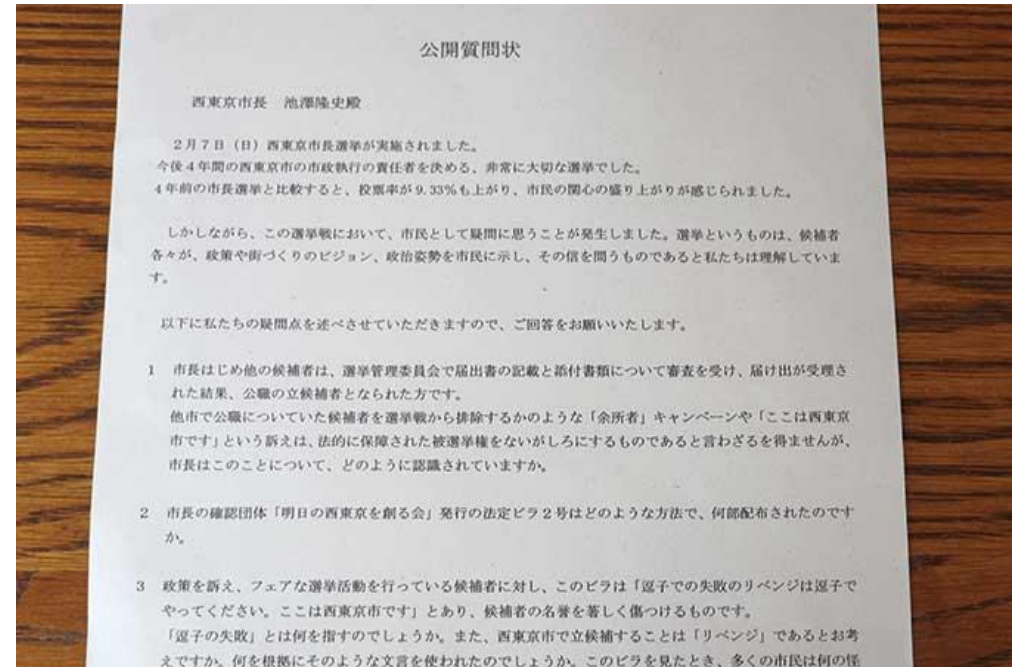 公開質問状
西東京市長 池澤隆史殿
2月7日（日）西東京市長選挙が実施されました。
今後4年間の西東京市の市政執行の責任者を決める、非常に大切な選挙でした。
4年前の市長選挙と比較すると、投票率が9.33％も上がり、市民の関心の盛り上がりが感じられました。
しかしながら、この選挙戦において、市民として疑問に思うことが発生しました。選挙というものは、候補者
各々が、政策や街づくりのビジョン、政治姿勢を市民に示し、その信を問うものであると私たちは理解していま
す。
以下に私たちの疑問点を述べさせていただきますので、ご回答をお願いいたします。
1 市長はじめ他の候補者は、選挙管理委員会で届出書の記載と添付書類について審査を受け、届け出が受理さ
れた結果、公職の立候補者となられた方です。
他市で公職についていた候補者を選挙戦から排除するかのような「余所者」キャンペーンや「ここは西東京
市です」という訴えは、法的に保障された被選挙権をないがしろにするものであると言わざるを得ませんが、
市長はこのことについて、どのように認識されていますか。
2 市長の確認団体「明日の西東京を創る会」発行の法定ビラ2号はどのような方法で、何部配布されたのです
か。
3 政策を訴え、フェアな選挙活動を行っている候補者に対し、このビラは「逗子での失敗のリベンジは逗子で
やってください。ここは西東京市です」とあり、候補者の名誉を著しく傷つけるものです。
「逗子の失敗」とは何を指すのでしょうか。また、西東京市で立候補することは「リベンジ」であるとお考
えですか。何を根拠にそのような文言を使われたのでしょうか。このビラを見たとき、多くの市民は何の怪